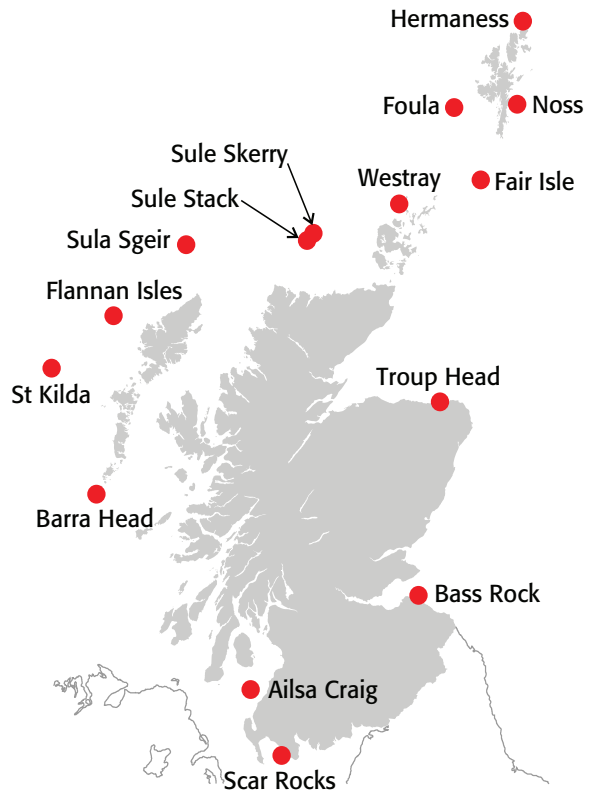 Hermaness
Foula
Noss
Sule Skerry
Westray
Fair Isle
Sule Stack
Sula Sgeir
Flannan Isles
Troup Head
St Kilda
Barra Head
Bass Rock
Ailsa Craig
Scar Rocks